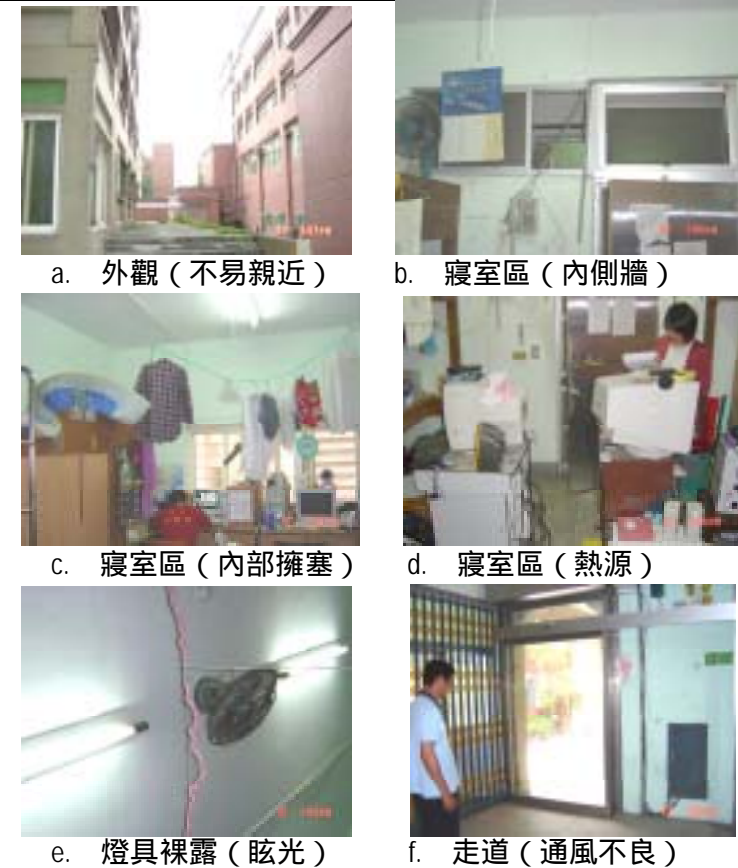 a. 外觀（不易親近）
b. 寢室區（內側牆）
c. 寢室區（內部擁塞）
d. 寢室區（熱源）
e. 燈具裸露（眩光）
f. 走道（通風不良）